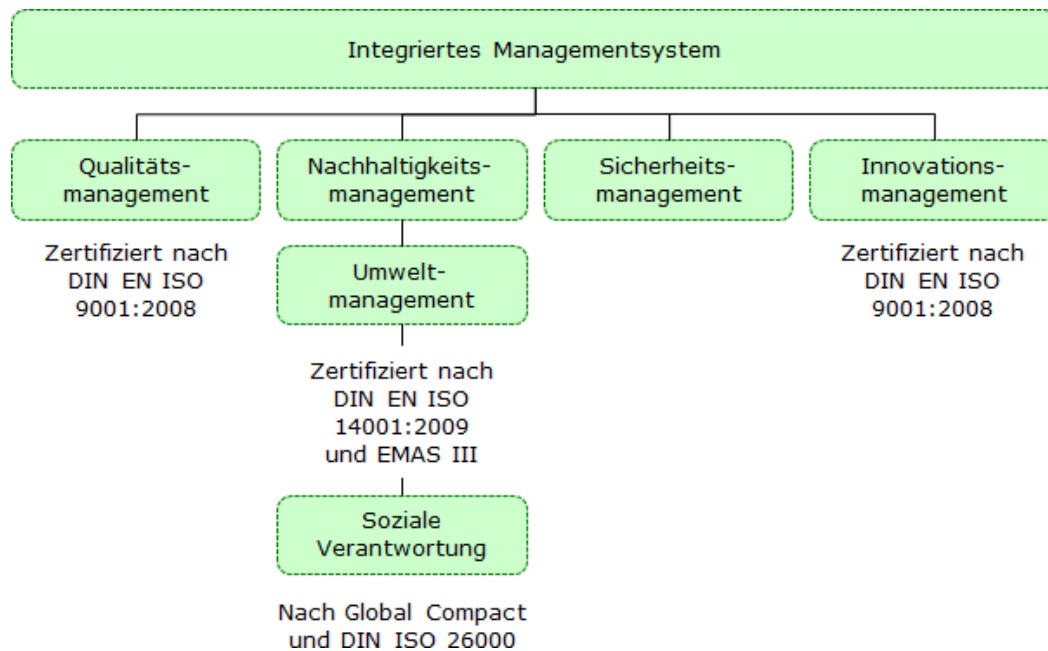 Integriertes Managementsystem
Qualitäts-
management
Nachhaltigkeits-
management
Sicherheits-
management
Innovations-
management
Zertifiziert nach
DIN EN ISO
9001:2008
Umwelt-
management
Zertifiziert nach
DIN EN ISO
9001:2008
Zertifiziert nach
DIN EN ISO
14001:2009
und EMAS III
Soziale
Verantwortung
Nach Global Compact
und DIN ISO 26000